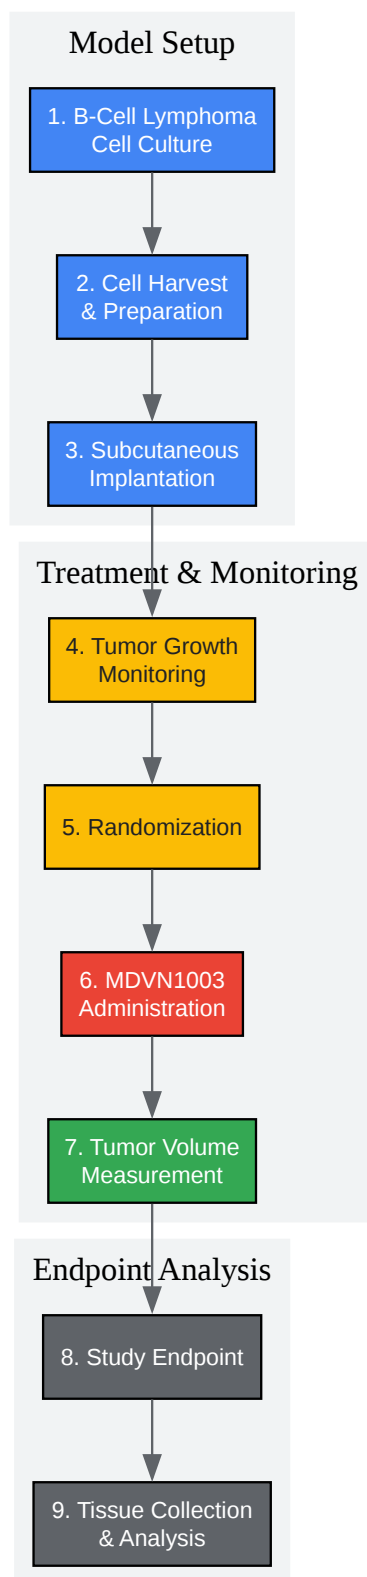 Model Setup
1. B-Cell Lymphoma
Cell Culture
2. Cell Harvest
& Preparation
3. Subcutaneous
Implantation
Treatment & Monitoring
4. Tumor Growth
Monitoring
5. Randomization
6. MDVN1003
Administration
7. Tumor Volume
Measurement
Endpoint Analysis
8. Study Endpoint
9. Tissue Collection
& Analysis